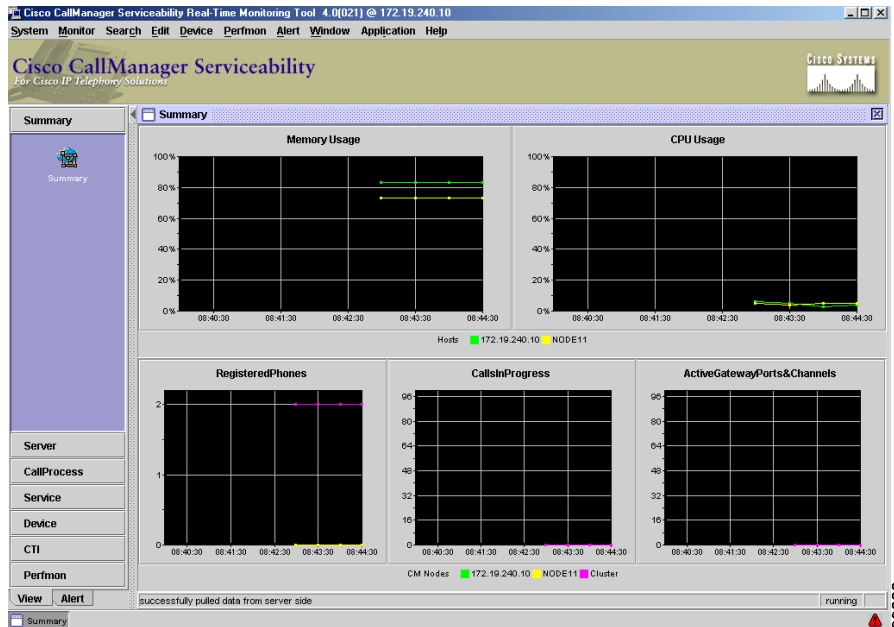 Cisco CallManager Serviceability Real-Time Monitoring Tool 4.0(021) @ 172.19.240.10
System Monitor Search Edit Device Perfmon Alert Window Application Help
Cisco CallManager Serviceability
For Cisco IP Telephony Solutions
CISCO SYSTEMS
Summary
Summary
Server
CallProcess
Service
Device
CTI
Perfmon
View Alert
Summary
Memory Usage
100%
80%
60%
40%
20%
0%
08:40:30 08:41:30 08:42:30 08:43:30 08:44:30
CPU Usage
100%
80%
60%
40%
20%
0%
08:40:30 08:41:30 08:42:30 08:43:30 08:44:30
Hosts 172.19.240.10 NODE11
RegisteredPhones
2
1
0
08:40:30 08:41:30 08:42:30 08:43:30 08:44:30
CallsInProgress
96
80
64
48
32
16
0
08:40:30 08:41:30 08:42:30 08:43:30 08:44:30
ActiveGatewayPorts&Channels
96
80
64
48
32
16
0
08:40:30 08:41:30 08:42:30 08:43:30 08:44:30
CM Nodes 172.19.240.10 NODE11 Cluster
successfully pulled data from server side
running
Summary